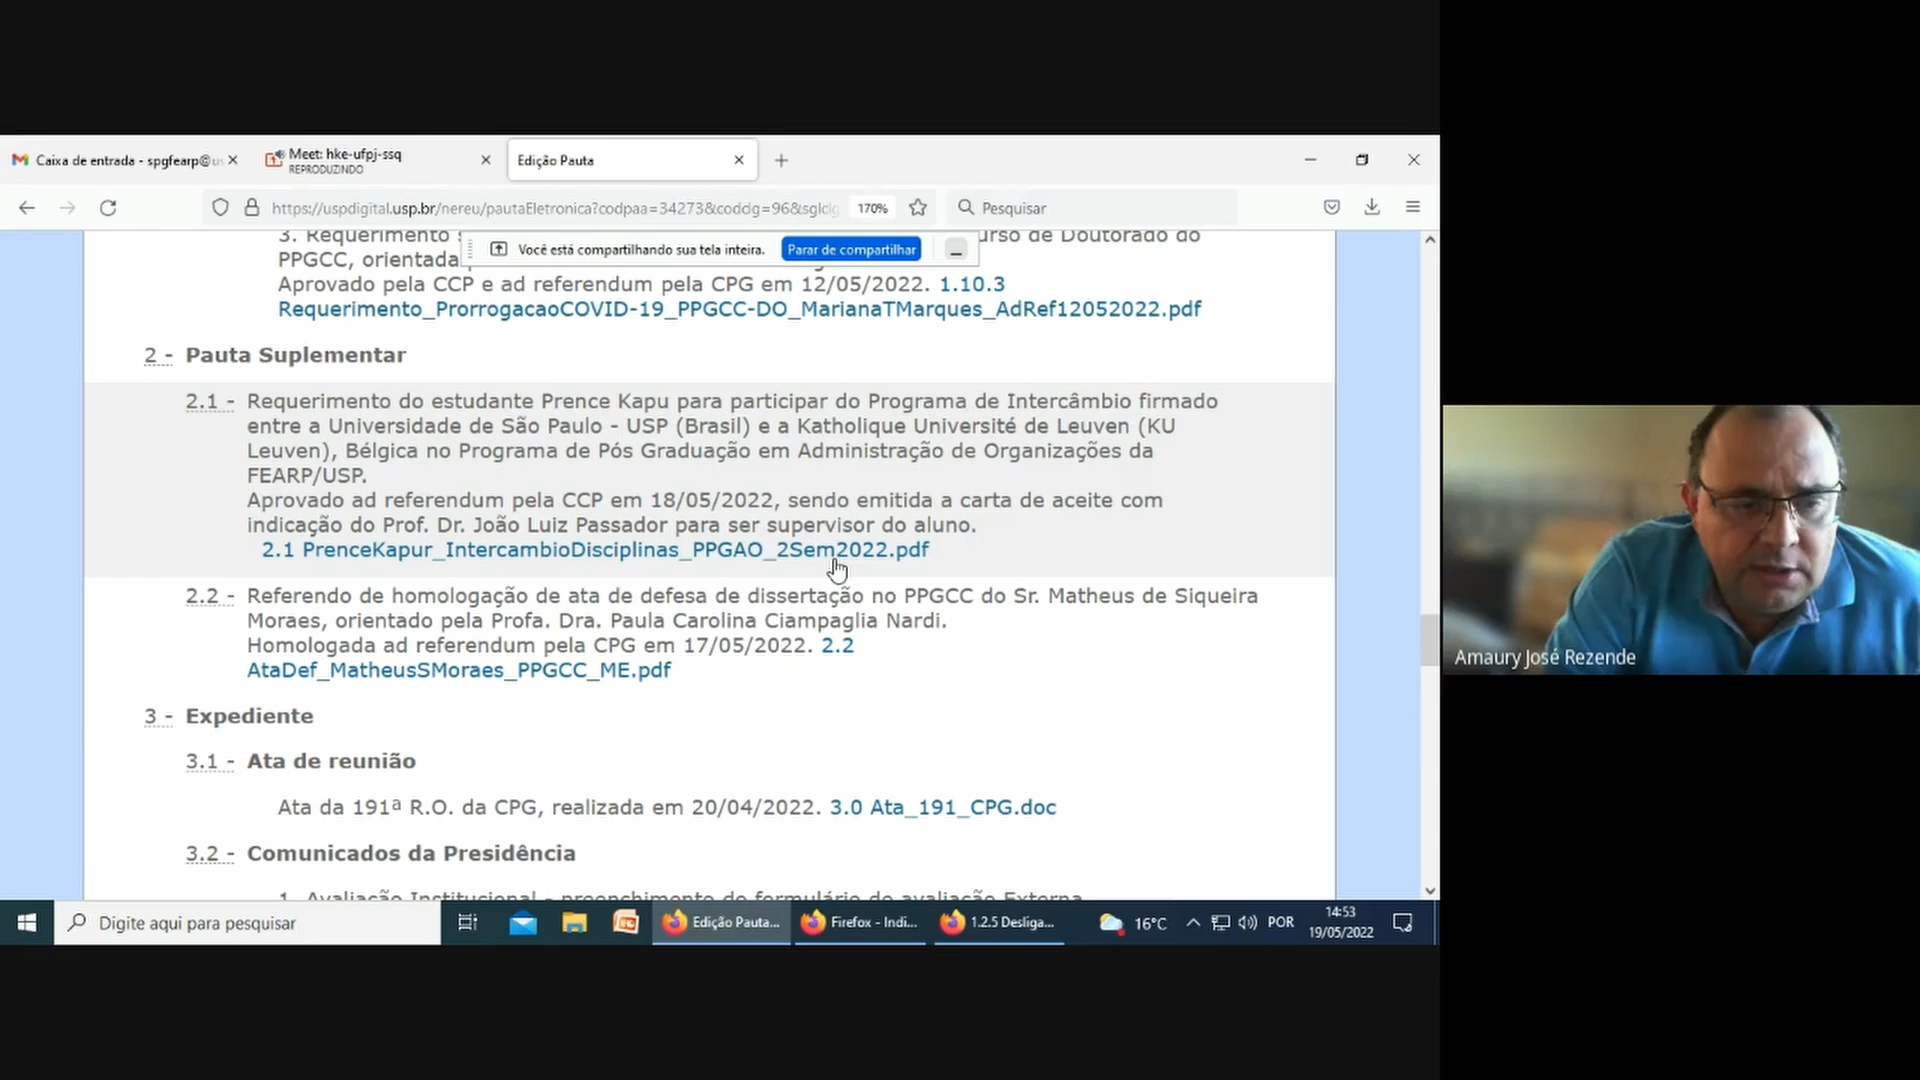 Caixa de entrada - spgfearp@u
Meet: hke-ufpj-ssq
REPRODUZINDO
Edição Pauta
https://uspdigital.usp.br/nereu/pautaEletronica?codpaa=34273&codclg=96&sglclg
170%
Pesquisar
Você está compartilhando sua tela inteira.
Parar de compartilhar
3. Requerimento
urso de Doutorado do
PPGCC, orientada
Aprovado pela CCP e ad referendum pela CPG em 12/05/2022. 1.10.3
Requerimento_ProrrogacaoCOVID-19_PPGCC-DO_MarianaTMarques_AdRef12052022.pdf
2 - Pauta Suplementar
2.1 - Requerimento do estudante Prence Kapu para participar do Programa de Intercâmbio firmado
entre a Universidade de São Paulo - USP (Brasil) e a Katholique Université de Leuven (KU
Leuven), Bélgica no Programa de Pós Graduação em Administração de Organizações da
FEARP/USP.
Aprovado ad referendum pela CCP em 18/05/2022, sendo emitida a carta de aceite com
indicação do Prof. Dr. João Luiz Passador para ser supervisor do aluno.
2.1 PrenceKapur_IntercambioDisciplinas_PPGAO_2Sem2022.pdf
2.2 - Referendo de homologação de ata de defesa de dissertação no PPGCC do Sr. Matheus de Siqueira
Moraes, orientado pela Profa. Dra. Paula Carolina Ciampaglia Nardi.
Homologada ad referendum pela CPG em 17/05/2022. 2.2
AtaDef_MatheusSMoraes_PPGCC_ME.pdf
3 - Expediente
3.1 - Ata de reunião
Ata da 191ª R.O. da CPG, realizada em 20/04/2022. 3.0 Ata_191_CPG.doc
3.2 - Comunicados da Presidência
1. Avaliação Institucional - preenchimento do formulário de avaliação Externa
Digite aqui para pesquisar
Edição Pauta...
Firefox - Indi...
1.2.5 Desliga...
16°C
POR
14:53
19/05/2022
Amaury José Rezende